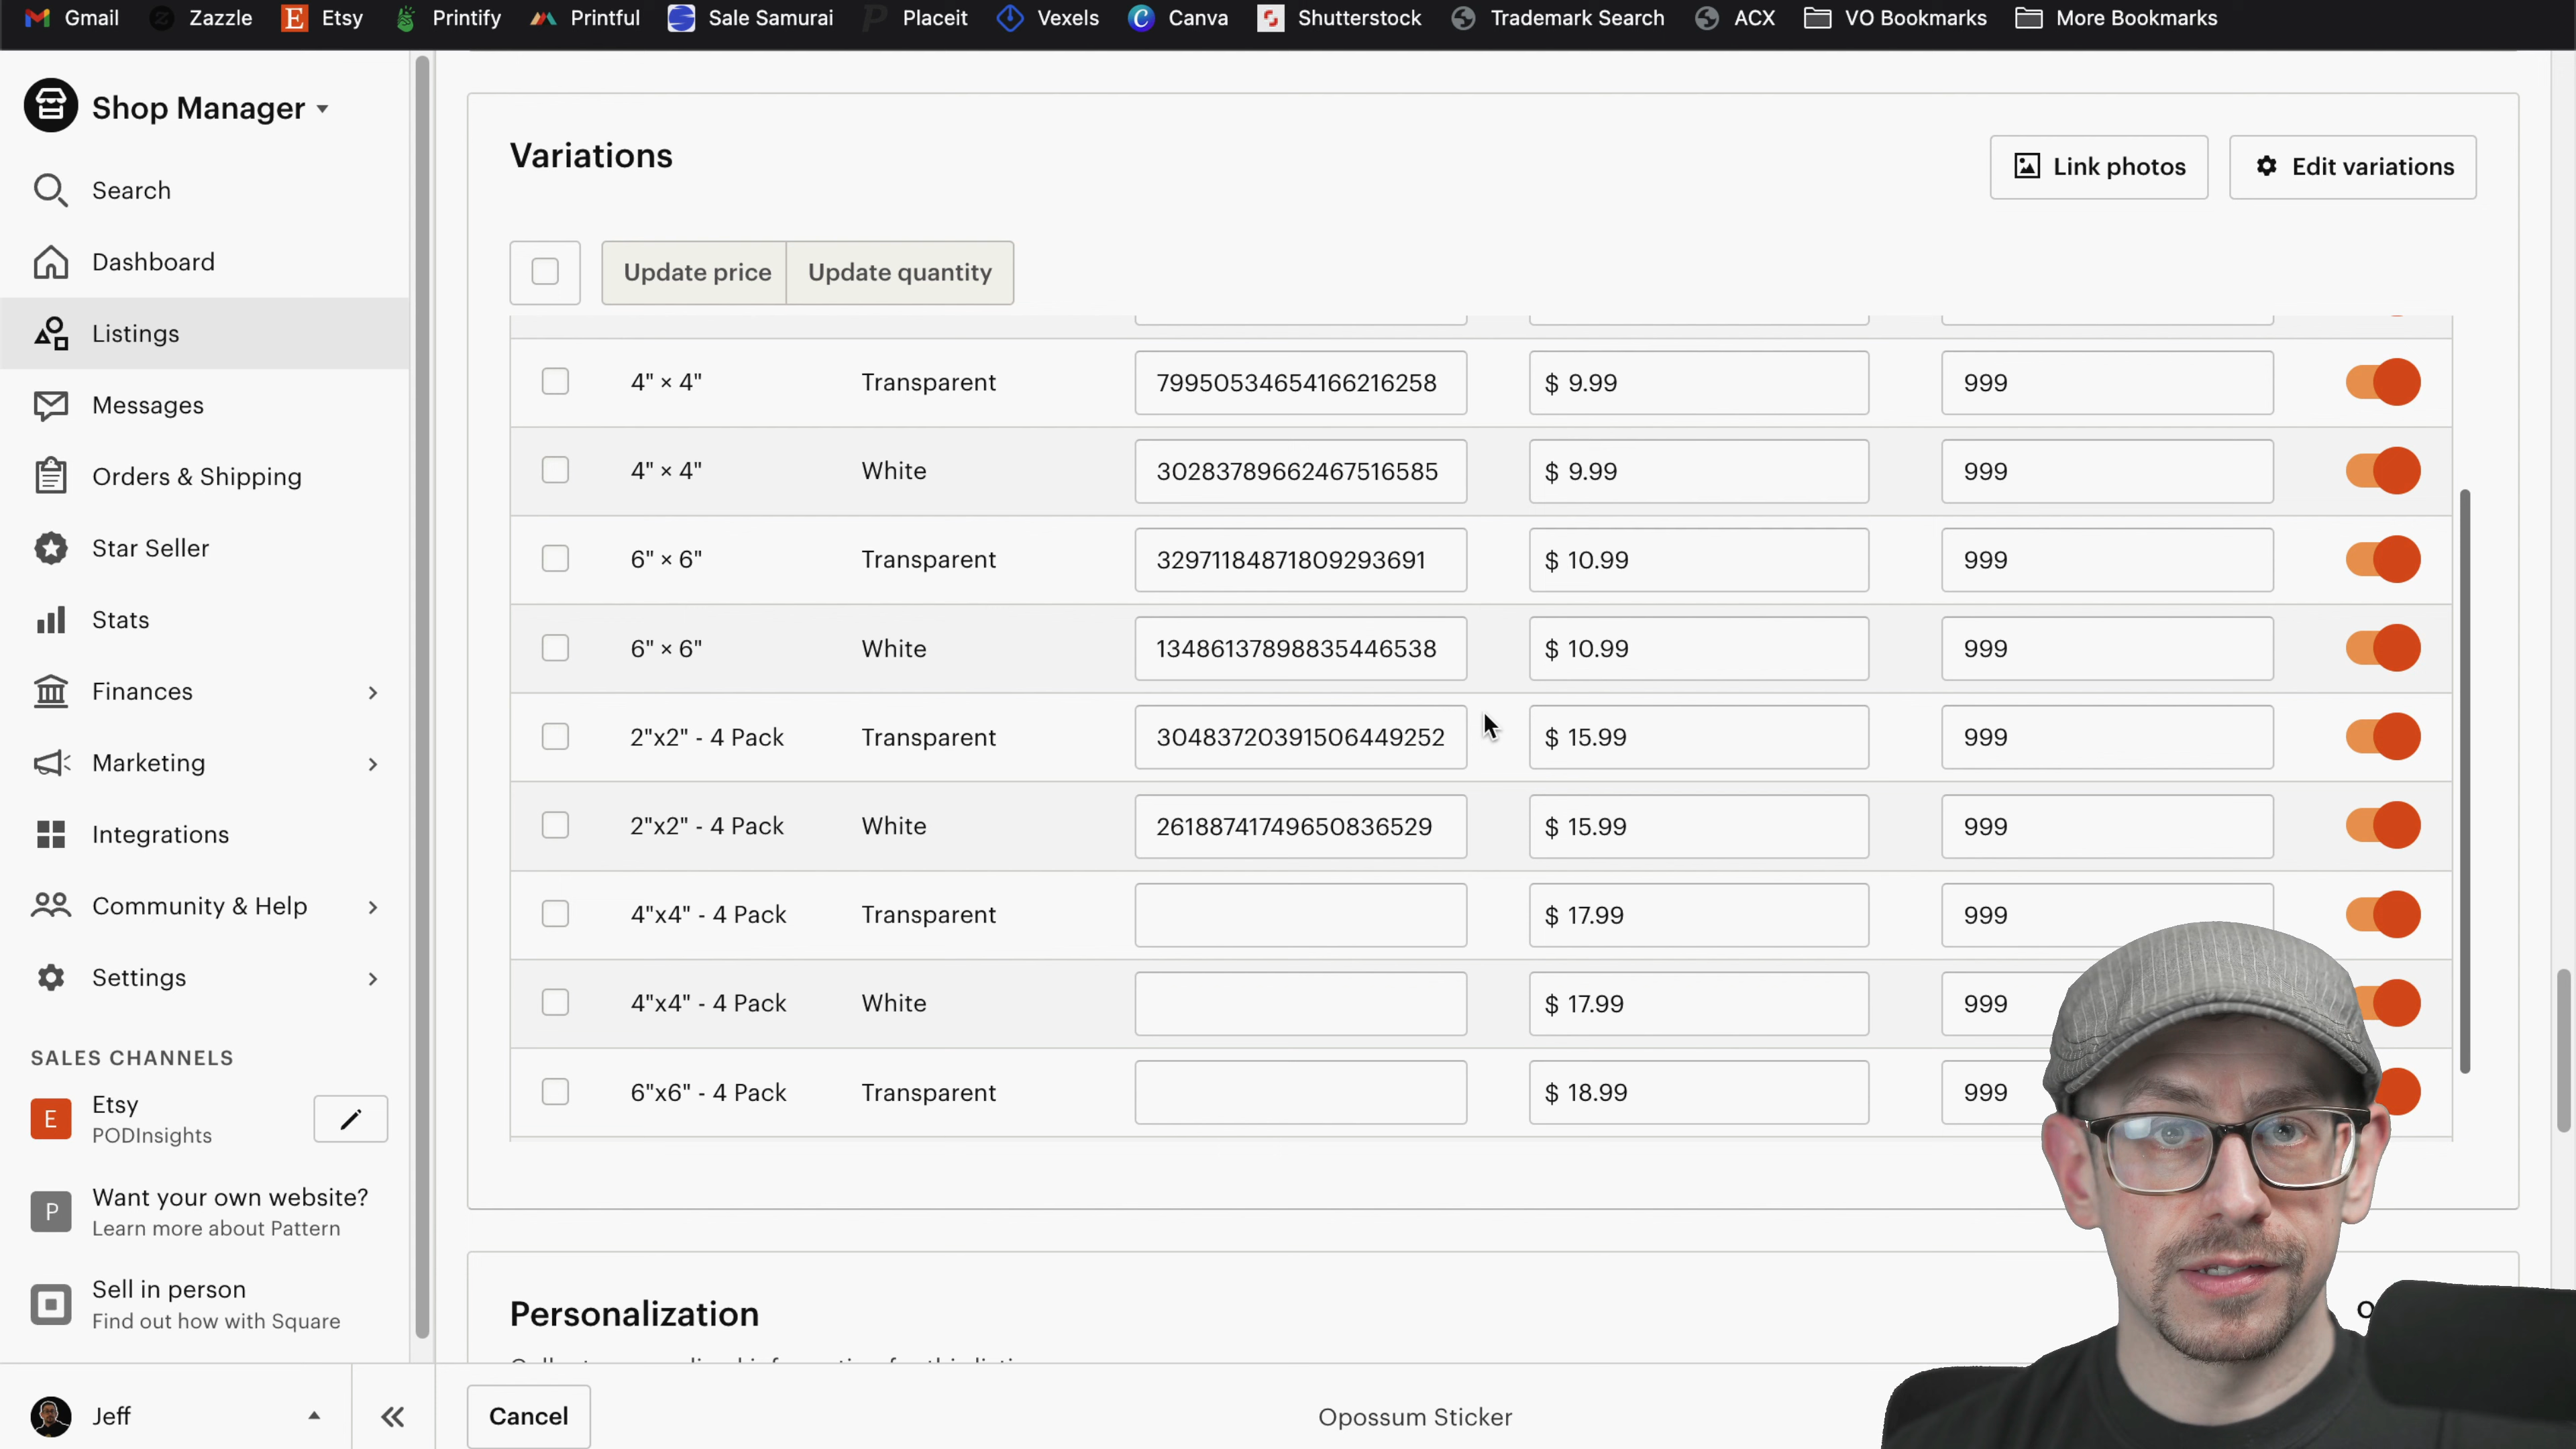 Gmail Zazzle Etsy Printify Printful Sale Samurai Placeit Vexels Canva Shutterstock Trademark Search ACX VO Bookmarks More Bookmarks
Shop Manager
Search
Dashboard
Listings
Messages
Orders & Shipping
Star Seller
Stats
Finances
Marketing
Integrations
Community & Help
Settings
SALES CHANNELS
E Etsy
PODInsights
P Want your own website?
Learn more about Pattern
Sell in person
Find out how with Square
Jeff
Variations
Link photos Edit variations
Update price Update quantity
4" × 4" Transparent 79950534654166216258 $ 9.99 999
4" × 4" White 30283789662467516585 $ 9.99 999
6" × 6" Transparent 32971184871809293691 $ 10.99 999
6" × 6" White 13486137898835446538 $ 10.99 999
2"x2" - 4 Pack Transparent 30483720391506449252 $ 15.99 999
2"x2" - 4 Pack White 26188741749650836529 $ 15.99 999
4"x4" - 4 Pack Transparent $ 17.99 999
4"x4" - 4 Pack White $ 17.99 999
6"x6" - 4 Pack Transparent $ 18.99 999
Personalization
Cancel Opossum Sticker